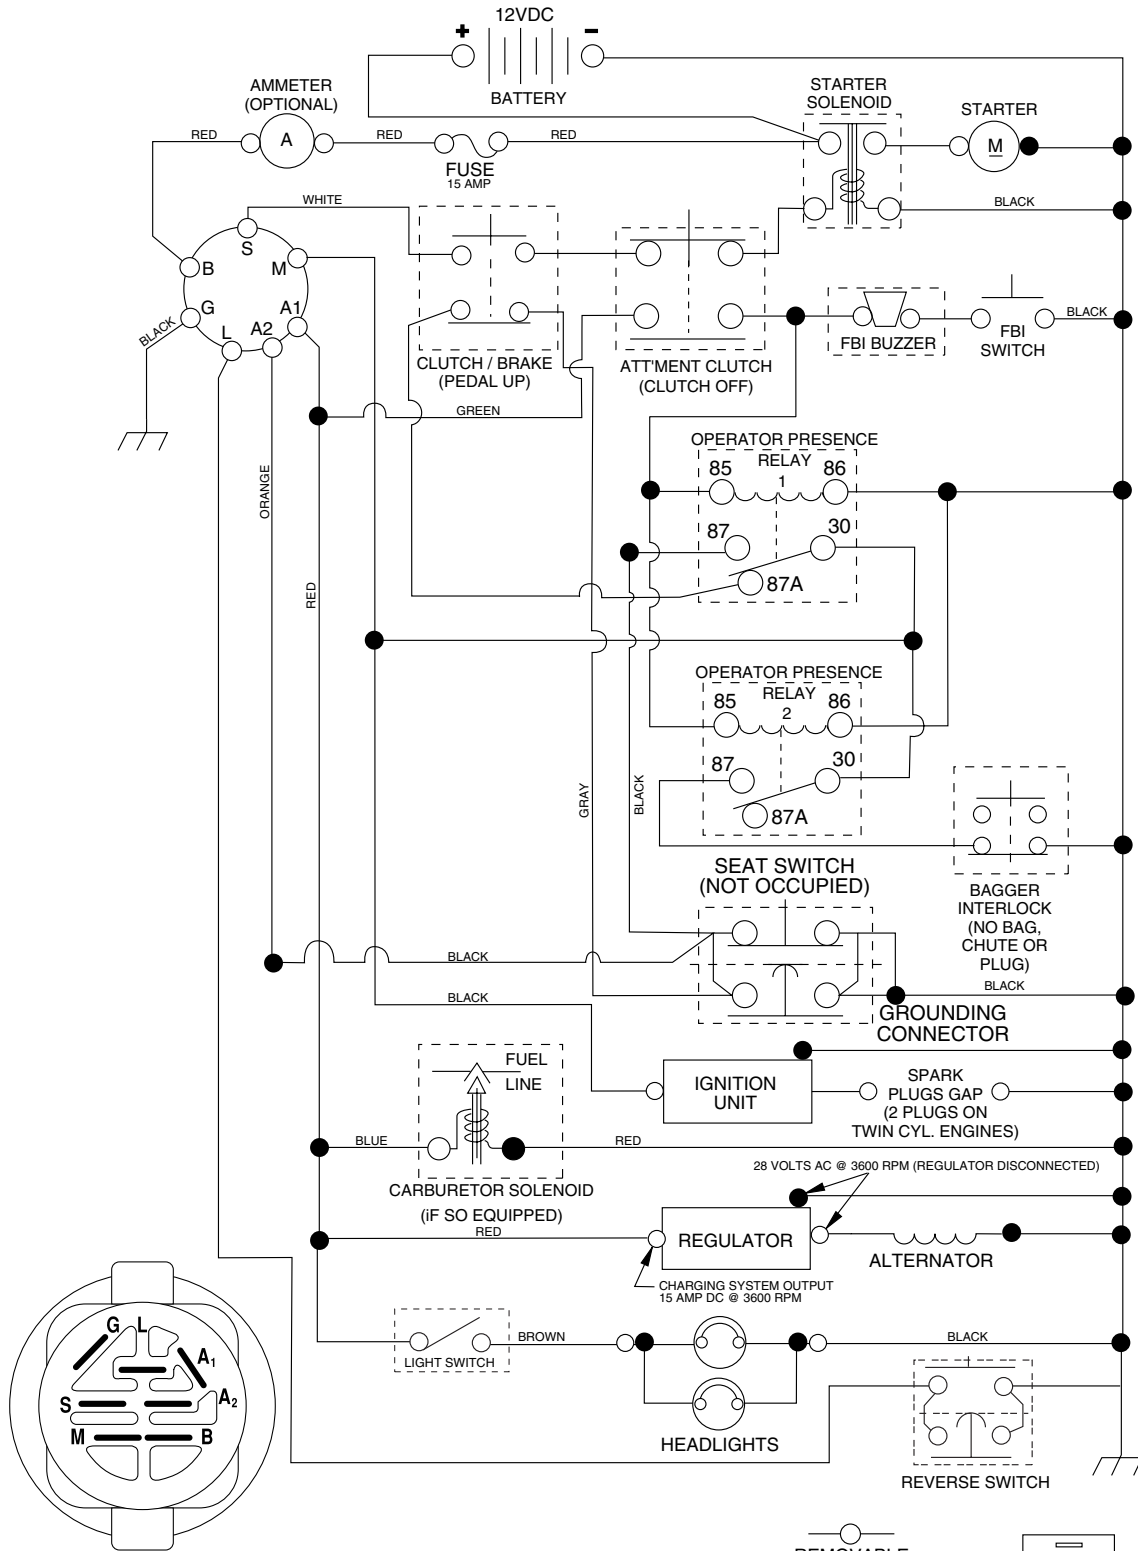 12VDC
+
-
BATTERY
AMMETER
(OPTIONAL)
RED
A
RED
RED
FUSE
15 AMP
STARTER
SOLENOID
STARTER
M
BLACK
WHITE
S
B
M
G
A1
L
A2
BLACK
CLUTCH / BRAKE
(PEDAL UP)
ATT'MENT CLUTCH
(CLUTCH OFF)
FBI BUZZER
FBI
SWITCH
BLACK
GREEN
ORANGE
RED
OPERATOR PRESENCE
RELAY
1
85
86
87
30
87A
OPERATOR PRESENCE
RELAY
2
85
86
87
30
87A
GRAY
BLACK
BAGGER
INTERLOCK
(NO BAG,
CHUTE OR
PLUG)
SEAT SWITCH
(NOT OCCUPIED)
BLACK
BLACK
BLACK
GROUNDING
CONNECTOR
FUEL
LINE
IGNITION
UNIT
SPARK
PLUGS GAP
(2 PLUGS ON
TWIN CYL. ENGINES)
BLUE
RED
CARBURETOR SOLENOID
(iF SO EQUIPPED)
28 VOLTS AC @ 3600 RPM (REGULATOR DISCONNECTED)
RED
REGULATOR
ALTERNATOR
CHARGING SYSTEM OUTPUT
15 AMP DC @ 3600 RPM
LIGHT SWITCH
BROWN
BLACK
HEADLIGHTS
REVERSE SWITCH
G
L
A1
A2
S
M
B
REMOVABLE